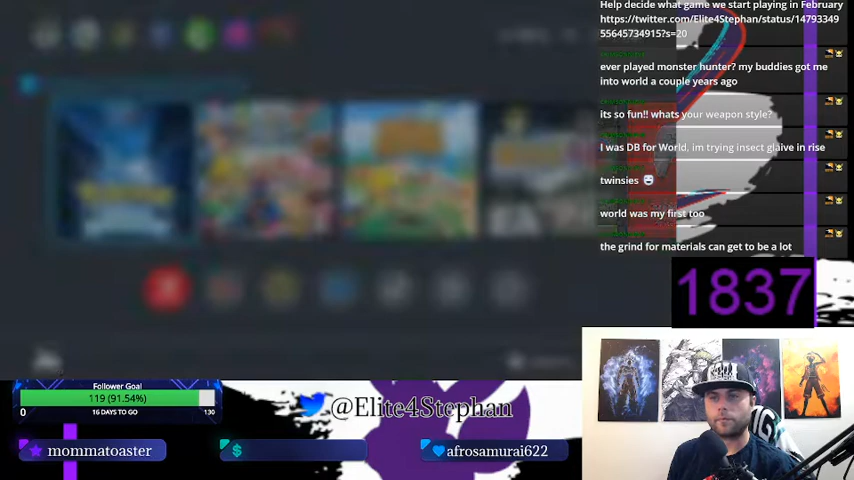 Help decide what game we start playing in February
https://twitter.com/Elite4Stephan/status/14793349
55645734915?s=20
ever played monster hunter? my buddies got me
into world a couple years ago
its so fun!! whats your weapon style?
I was DB for World, im trying insect glaive in rise
twinsies
world was my first too
the grind for materials can get to be a lot
1837
Follower Goal
119 (91.54%)
0
16 DAYS TO GO
130
@Elite4Stephan
mommatoaster
$
afrosamurai622